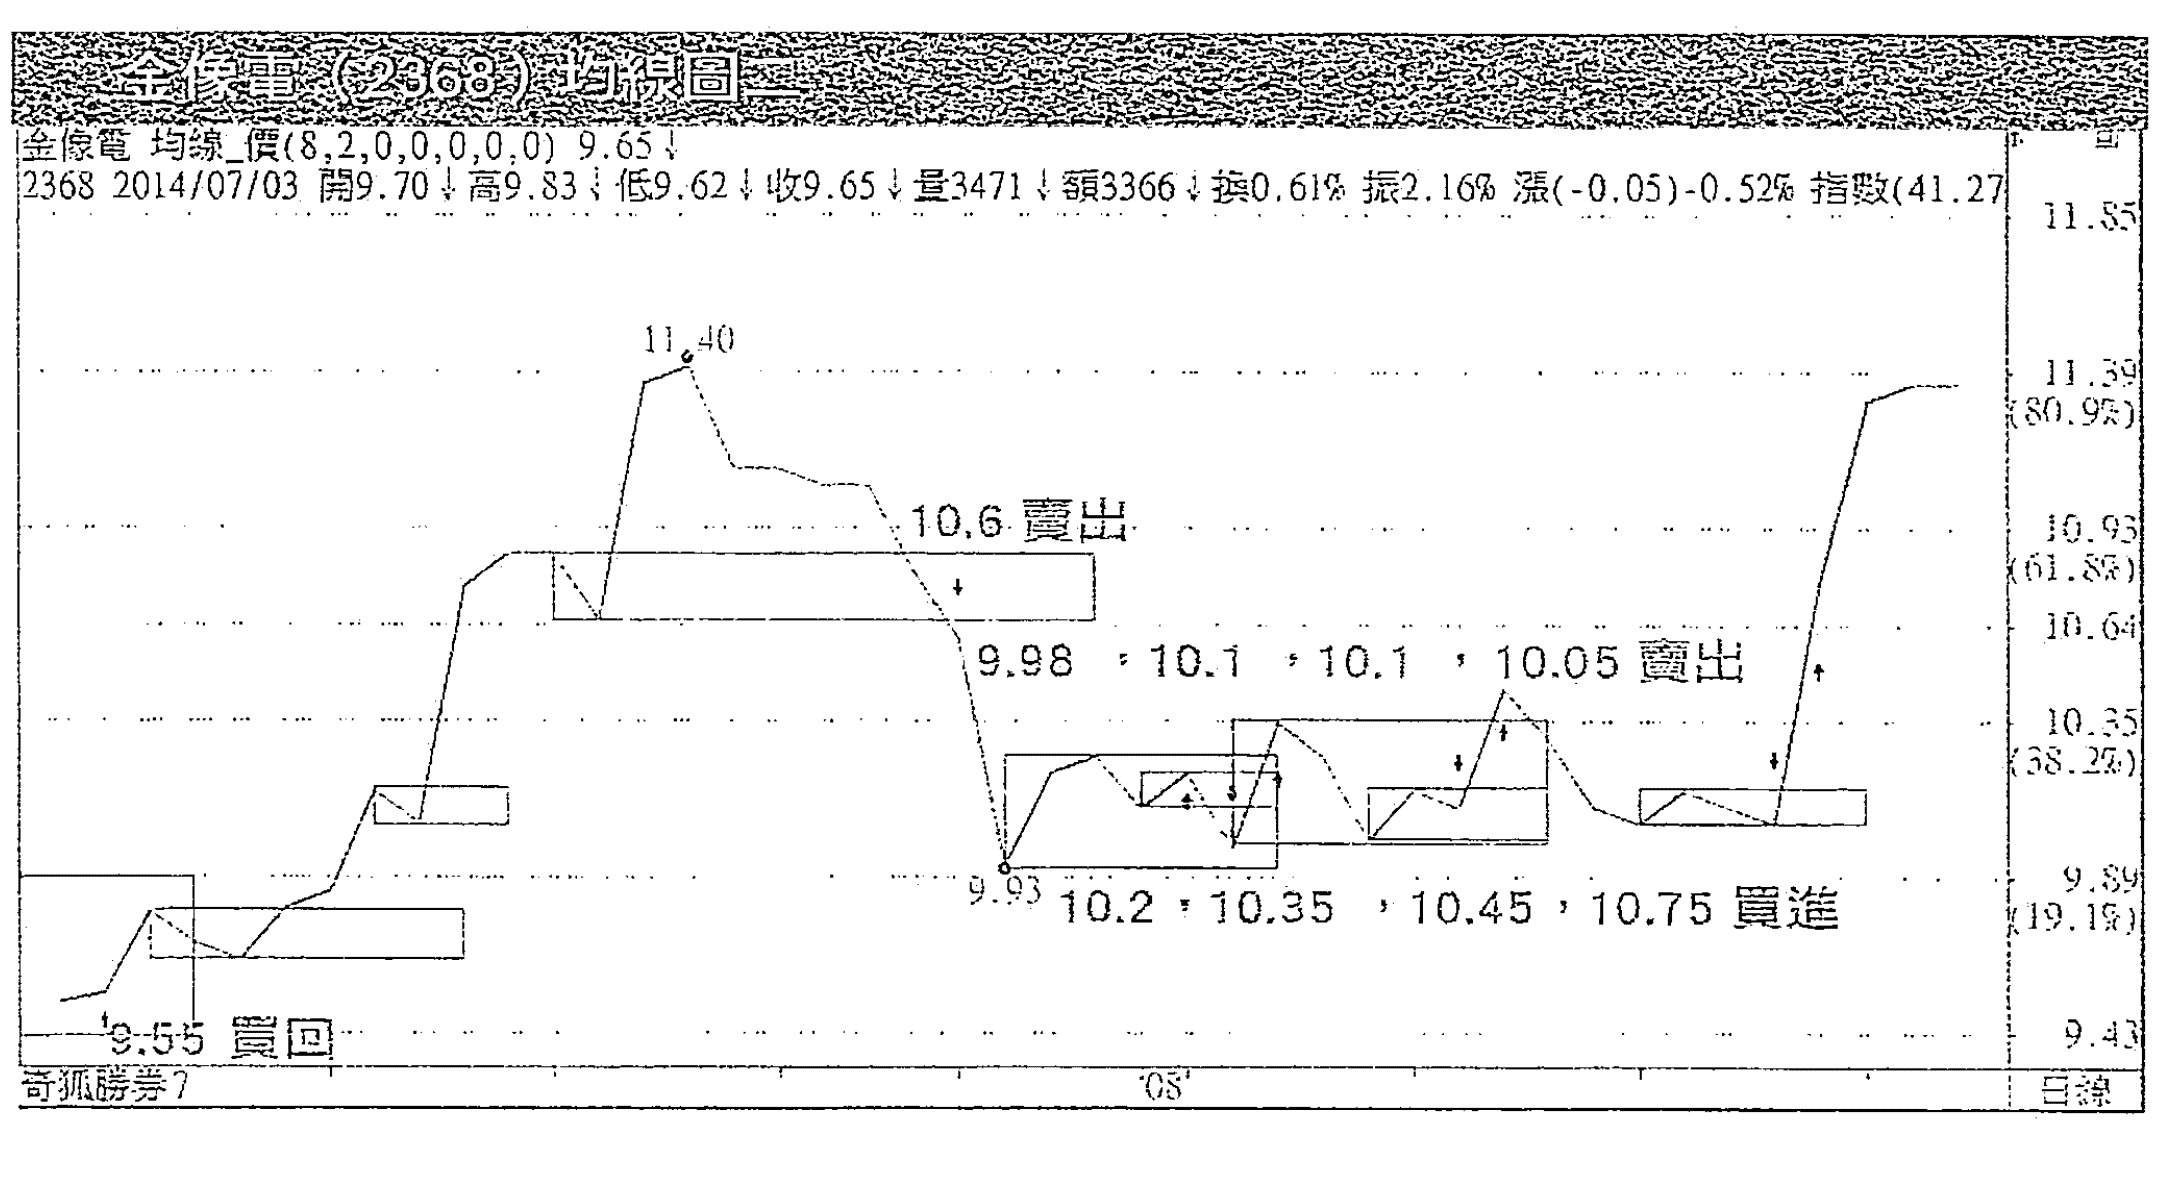 金像電（2368）均線圖二
金像電 均線_價(8,2,0,0,0,0,0) 9.65↓
2368 2014/07/03 開9.70↓高9.83↓低9.62↓收9.65↓量3471↓額3366↓換0.61% 振2.16% 漲(-0.05)-0.52% 指數(41.27
11.85
11.40
11.39
(80.9%)
10.6 賣出
10.93
(61.8%)
10.64
9.98，10.1，10.1，10.05 賣出
10.35
(38.2%)
9.89
9.93
10.2，10.35，10.45，10.75 買進
(19.1%)
9.55 買回
9.43
奇狐勝券7
'08'
日線